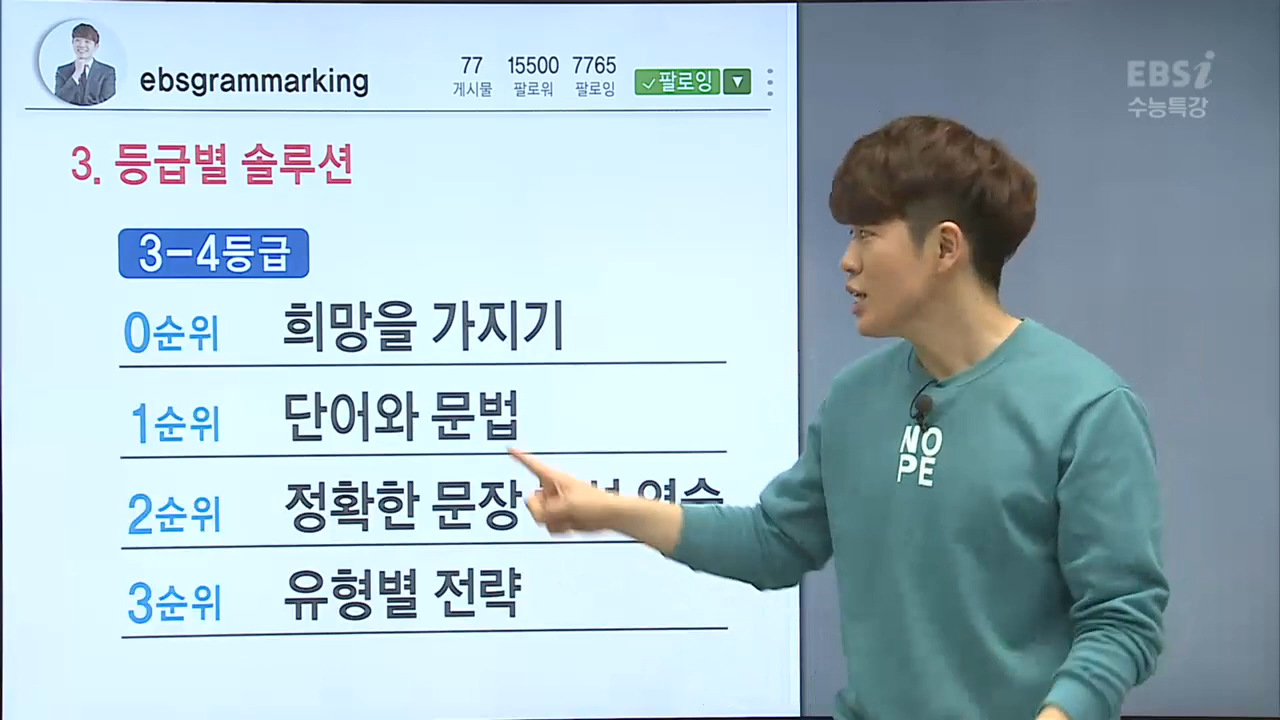 ebsgrammarking
77 15500 7765
게시물 팔로워 팔로잉
✓팔로잉 ▼
EBSi
수능특강
3. 등급별 솔루션
3-4등급
0순위 희망을 가지기
1순위 단어와 문법
2순위 정확한 문장
3순위 유형별 전략
NO
PE